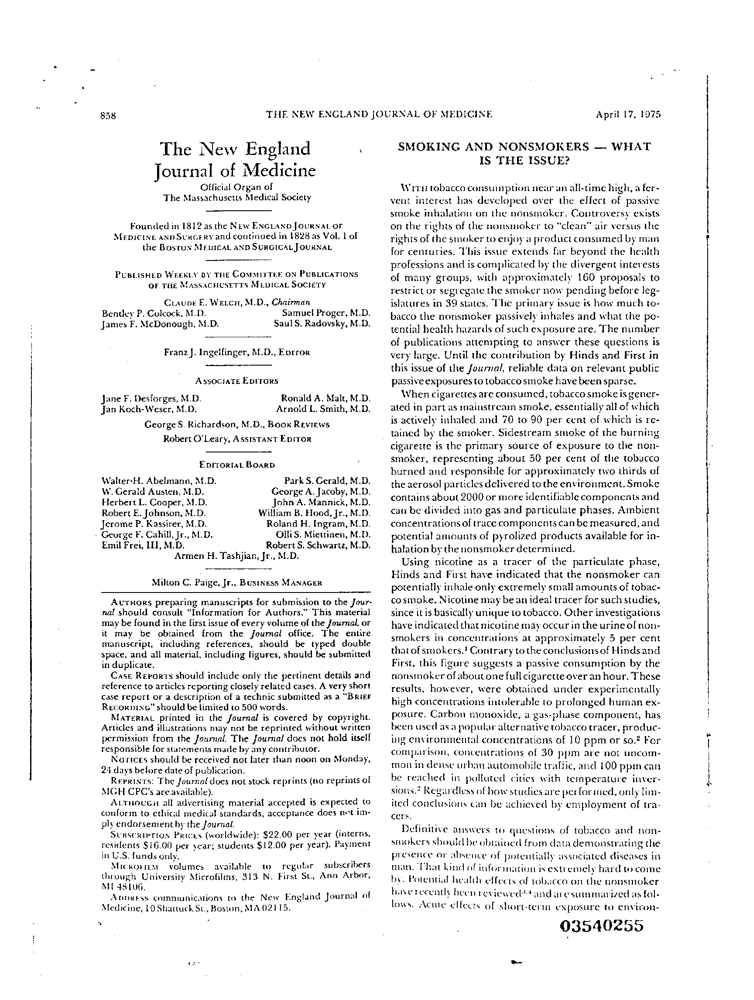 858
THE NEW ENGLAND JOURNAL OF MEDICINE
April 17, 1975
The New England
Journal of Medicine
Official Organ of
The Massachusetts Medical Society
Founded in 1812 as the NEW ENGLAND JOURNAL OF
MEDICINE AND SURGERY and continued in 1828 as Vol. 1 of
the BOSTON MEDICAL AND SURGICAL JOURNAL
PUBLISHED WEEKLY BY THE COMMITTEE ON PUBLICATIONS
OF THE MASSACHUSETTS MEDICAL SOCIETY
CLAUDE E. WELCH, M.D., Chairman
Bentley P. Colcock, M.D. Samuel Proger, M.D.
James F. McDonough, M.D. Saul S. Radovsky, M.D.
Franz J. Ingelfinger, M.D., EDITOR
ASSOCIATE EDITORS
Jane F. Desforges, M.D. Ronald A. Malt, M.D.
Jan Koch-Weser, M.D. Arnold L. Smith, M.D.
George S. Richardson, M.D., BOOK REVIEWS
Robert O'Leary, ASSISTANT EDITOR
EDITORIAL BOARD
Walter H. Abelmann, M.D. Park S. Gerald, M.D.
W. Gerald Austen, M.D. George A. Jacoby, M.D.
Herbert L. Cooper, M.D. John A. Mannick, M.D.
Robert E. Johnson, M.D. William B. Hood, Jr., M.D.
Jerome P. Kassirer, M.D. Roland H. Ingram, M.D.
George F. Cahill, Jr., M.D. Olli S. Miettinen, M.D.
Emil Frei, III, M.D. Robert S. Schwartz, M.D.
Armen H. Tashjian, Jr., M.D.
Milton C. Paige, Jr., BUSINESS MANAGER
AUTHORS preparing manuscripts for submission to the Jour-
nal should consult "Information for Authors." This material
may be found in the first issue of every volume of the Journal, or
it may be obtained from the Journal office. The entire
manuscript, including references, should be typed double
space, and all material, including figures, should be submitted
in duplicate.
CASE REPORTS should include only the pertinent details and
reference to articles reporting closely related cases. A very short
case report or a description of a technic submitted as a "BRIEF
RECORDING" should be limited to 500 words.
MATERIAL printed in the Journal is covered by copyright.
Articles and illustrations may not be reprinted without written
permission from the Journal. The Journal does not hold itself
responsible for statements made by any contributor.
NOTICES should be received not later than noon on Monday,
24 days before date of publication.
REPRINTS: The Journal does not stock reprints (no reprints of
MGH CPC's are available).
ALTHOUGH all advertising material accepted is expected to
conform to ethical medical standards, acceptance does not im-
ply endorsement by the Journal.
SUBSCRIPTION PRICES (worldwide): $22.00 per year (interns,
residents $16.00 per year; students $12.00 per year). Payment
in U.S. funds only.
MICROFILM volumes available to regular subscribers
through University Microfilms, 313 N. First St., Ann Arbor,
MI 48106.
ADDRESS communications to the New England Journal of
Medicine, 10 Shattuck St., Boston, MA 02115.
SMOKING AND NONSMOKERS — WHAT
IS THE ISSUE?
WITH tobacco consumption near an all-time high, a fer-
vent interest has developed over the effect of passive
smoke inhalation on the nonsmoker. Controversy exists
on the rights of the nonsmoker to "clean" air versus the
rights of the smoker to enjoy a product consumed by man
for centuries. This issue extends far beyond the health
professions and is complicated by the divergent interests
of many groups, with approximately 160 proposals to
restrict or segregate the smoker now pending before leg-
islatures in 39 states. The primary issue is how much to-
bacco the nonsmoker passively inhales and what the po-
tential health hazards of such exposure are. The number
of publications attempting to answer these questions is
very large. Until the contribution by Hinds and First in
this issue of the Journal, reliable data on relevant public
passive exposures to tobacco smoke have been sparse.
When cigarettes are consumed, tobacco smoke is gener-
ated in part as mainstream smoke, essentially all of which
is actively inhaled and 70 to 90 per cent of which is re-
tained by the smoker. Sidestream smoke of the burning
cigarette is the primary source of exposure to the non-
smoker, representing about 50 per cent of the tobacco
burned and responsible for approximately two thirds of
the aerosol particles delivered to the environment. Smoke
contains about 2000 or more identifiable components and
can be divided into gas and particulate phases. Ambient
concentrations of trace components can be measured, and
potential amounts of pyrolized products available for in-
halation by the nonsmoker determined.
Using nicotine as a tracer of the particulate phase,
Hinds and First have indicated that the nonsmoker can
potentially inhale only extremely small amounts of tobac-
co smoke. Nicotine may be an ideal tracer for such studies,
since it is basically unique to tobacco. Other investigations
have indicated that nicotine may occur in the urine of non-
smokers in concentrations at approximately 5 per cent
that of smokers.¹ Contrary to the conclusions of Hinds and
First, this figure suggests a passive consumption by the
nonsmoker of about one full cigarette over an hour. These
results, however, were obtained under experimentally
high concentrations intolerable to prolonged human ex-
posure. Carbon monoxide, a gas-phase component, has
been used as a popular alternative tobacco tracer, produc-
ing environmental concentrations of 10 ppm or so.² For
comparison, concentrations of 30 ppm are not uncom-
mon in dense urban automobile traffic, and 100 ppm can
be reached in polluted cities with temperature inver-
sions.² Regardless of how studies are performed, only lim-
ited conclusions can be achieved by employment of tra-
cers.
Definitive answers to questions of tobacco and non-
smokers should be obtained from data demonstrating the
presence or absence of potentially associated diseases in
man. That kind of information is extremely hard to come
by. Potential health effects of tobacco on the nonsmoker
have recently been reviewed³,⁴ and are summarized as fol-
lows. Acute effects of short-term exposure to environ-
03540255